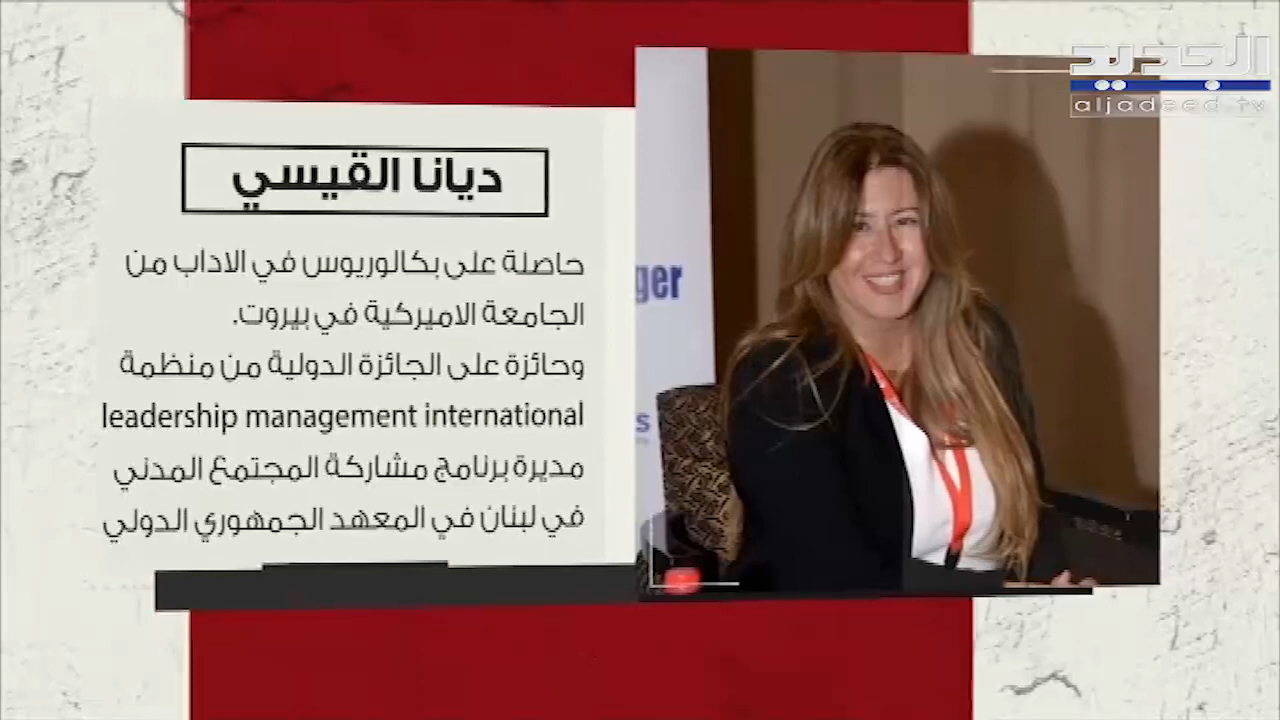 الجديد
aljadeed.tv
ديانا القيسي
حاصلة على بكالوريوس في الاداب من
الجامعة الاميركية في بيروت.
وحائزة على الجائزة الدولية من منظمة
leadership management international
مديرة برنامج مشاركة المجتمع المدني
في لبنان في المعهد الجمهوري الدولي
ger
s